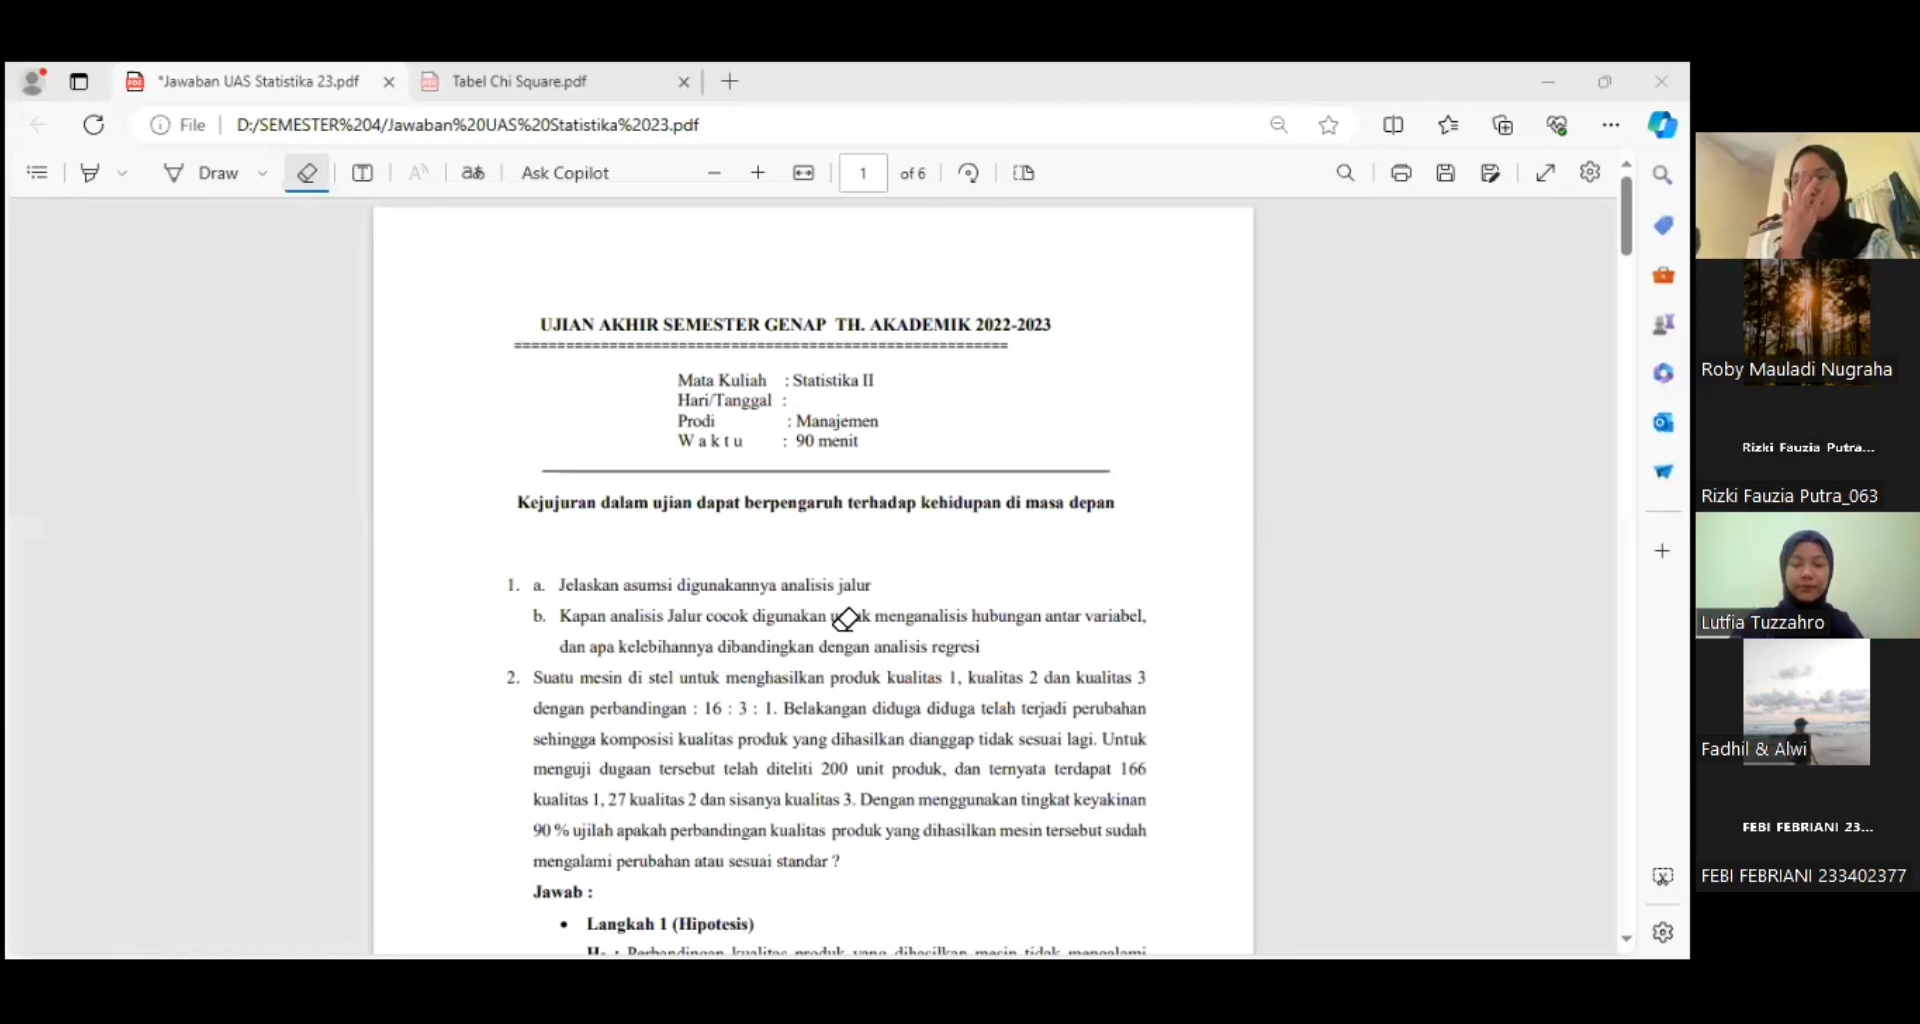 *Jawaban UAS Statistika 23.pdf
Tabel Chi Square.pdf
File
D:/SEMESTER%204/Jawaban%20UAS%20Statistika%2023.pdf
Draw
Ask Copilot
1 of 6
UJIAN AKHIR SEMESTER GENAP TH. AKADEMIK 2022-2023
==========================================================
Mata Kuliah : Statistika II
Hari/Tanggal :
Prodi : Manajemen
W a k t u : 90 menit
Kejujuran dalam ujian dapat berpengaruh terhadap kehidupan di masa depan
1. a. Jelaskan asumsi digunakannya analisis jalur
b. Kapan analisis Jalur cocok digunakan menganalisis hubungan antar variabel,
dan apa kelebihannya dibandingkan dengan analisis regresi
2. Suatu mesin di stel untuk menghasilkan produk kualitas 1, kualitas 2 dan kualitas 3
dengan perbandingan : 16 : 3 : 1. Belakangan diduga diduga telah terjadi perubahan
sehingga komposisi kualitas produk yang dihasilkan dianggap tidak sesuai lagi. Untuk
menguji dugaan tersebut telah diteliti 200 unit produk, dan ternyata terdapat 166
kualitas 1, 27 kualitas 2 dan sisanya kualitas 3. Dengan menggunakan tingkat keyakinan
90 % ujilah apakah perbandingan kualitas produk yang dihasilkan mesin tersebut sudah
mengalami perubahan atau sesuai standar ?
Jawab :
• Langkah 1 (Hipotesis)
Perbandingan kualitas produk yang dihasilkan mesin tidak mengalami
Roby Mauladi Nugraha
Rizki Fauzia Putra...
Rizki Fauzia Putra_063
Lutfia Tuzzahro
Fadhil & Alwi
FEBI FEBRIANI 23...
FEBI FEBRIANI 233402377